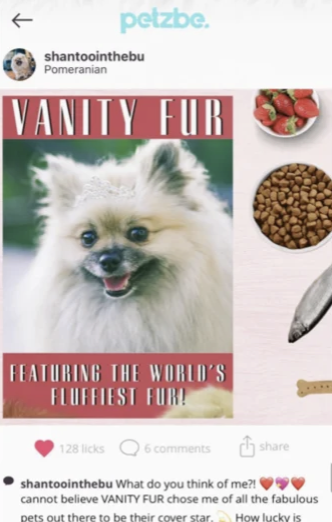 petzbe.
shantoointhebu
Pomeranian
VANITY FUR
FEATURING THE WORLD'S
FLUFFIEST FUR!
128 licks 6 comments share
shantoointhebu What do you think of me?!
cannot believe VANITY FUR chose me of all the fabulous
pets out there to be their cover star. How lucky is